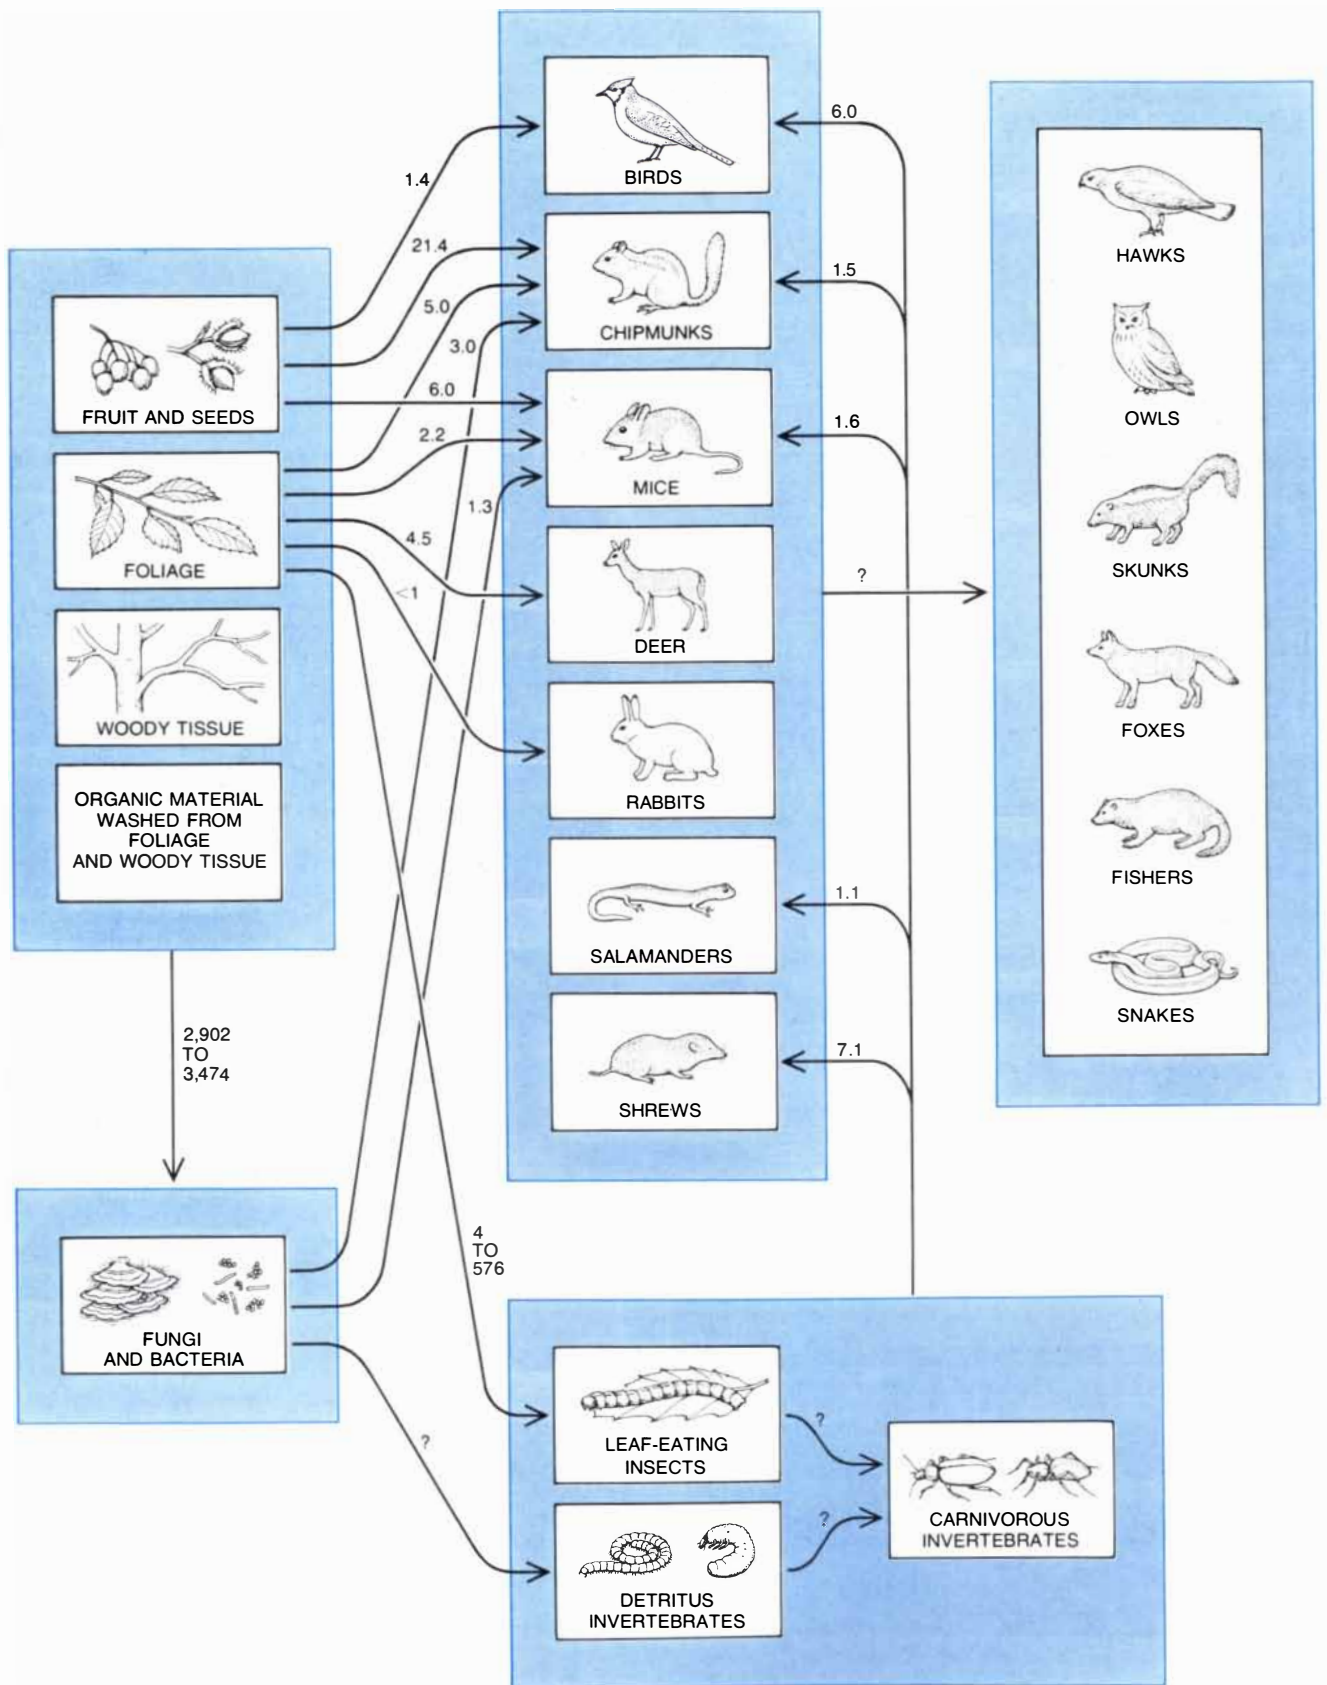 BIRDS
CHIPMUNKS
MICE
DEER
RABBITS
SALAMANDERS
SHREWS
HAWKS
OWLS
SKUNKS
FOXES
FISHERS
SNAKES
FRUIT AND SEEDS
FOLIAGE
WOODY TISSUE
ORGANIC MATERIAL
WASHED FROM
FOLIAGE
AND WOODY TISSUE
FUNGI
AND BACTERIA
LEAF-EATING
INSECTS
DETRITUS
INVERTEBRATES
CARNIVOROUS
INVERTEBRATES
1.4
21.4
5.0
3.0
6.0
2.2
1.3
4.5
<1
6.0
1.5
1.6
?
1.1
7.1
2,902
TO
3,474
4
TO
576
?
?
?